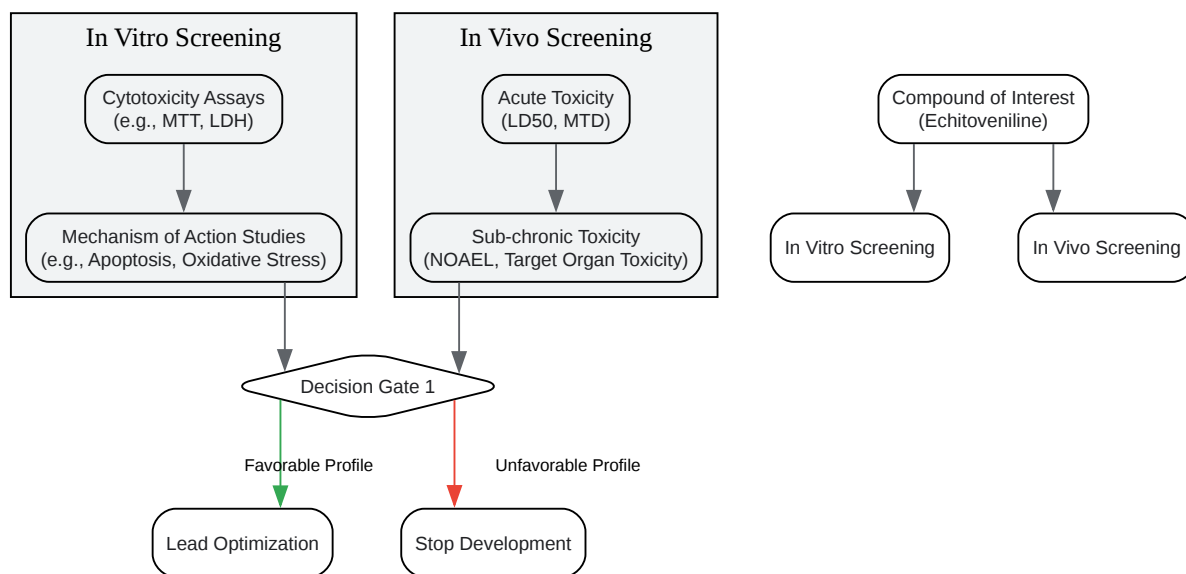 In Vitro Screening
Cytotoxicity Assays
(e.g., MTT, LDH)
Mechanism of Action Studies
(e.g., Apoptosis, Oxidative Stress)
In Vivo Screening
Acute Toxicity
(LD50, MTD)
Sub-chronic Toxicity
(NOAEL, Target Organ Toxicity)
Compound of Interest
(Echitoveniline)
In Vitro Screening
In Vivo Screening
Decision Gate 1
Favorable Profile
Unfavorable Profile
Lead Optimization
Stop Development